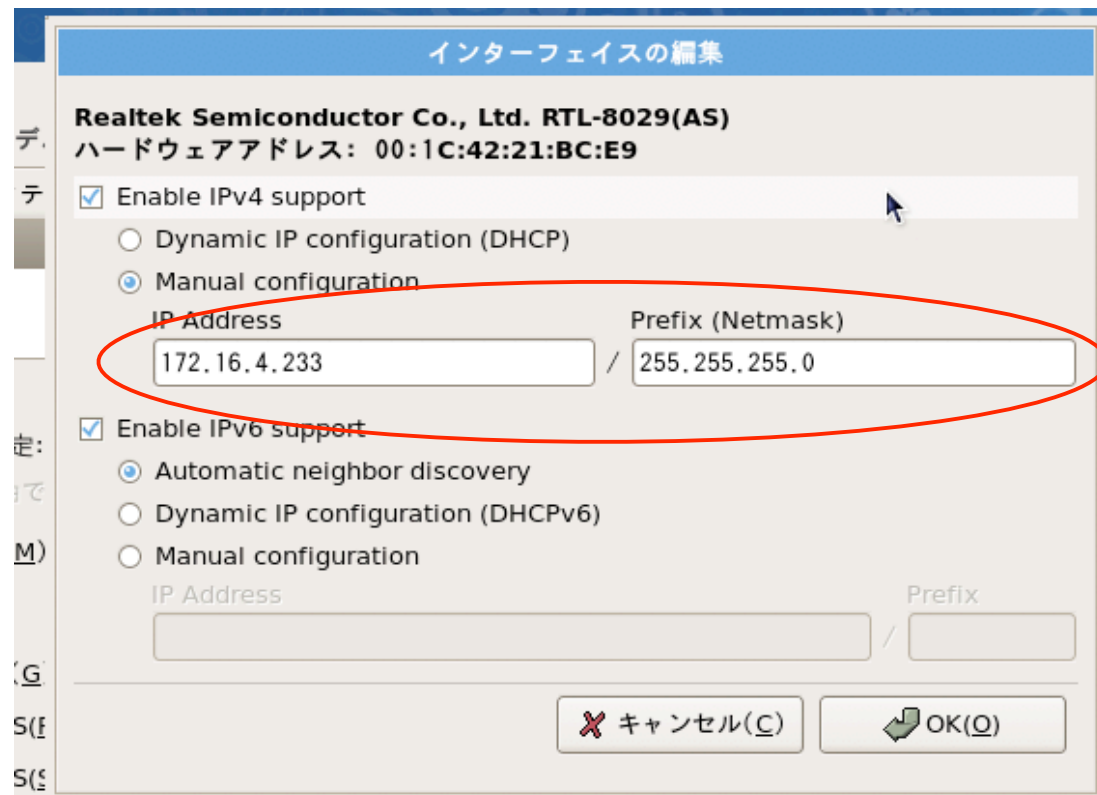 インターフェイスの編集
Realtek Semiconductor Co., Ltd. RTL-8029(AS)
ハードウェアアドレス: 00:1C:42:21:BC:E9
デ.
テ
Enable IPv4 support
Dynamic IP configuration (DHCP)
Manual configuration
IP Address Prefix (Netmask)
172.16.4.233 / 255.255.255.0
Enable IPv6 support
定:
Automatic neighbor discovery
Dynamic IP configuration (DHCPv6)
M)
Manual configuration
IP Address Prefix
/
(G
キャンセル(C) OK(O)
S(
S(S